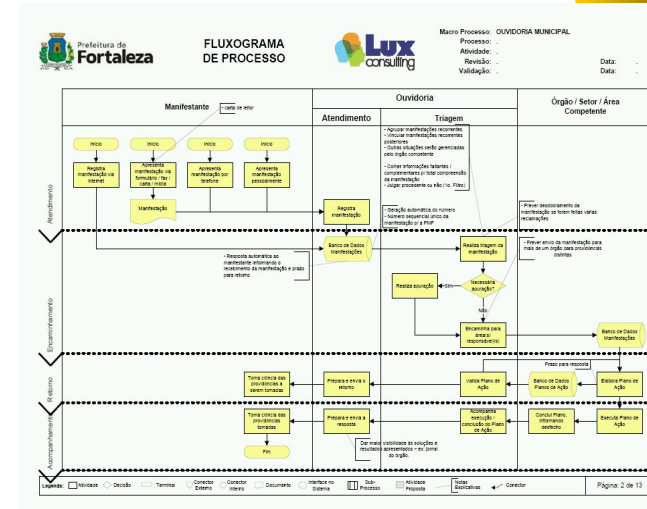 Prefeitura de
Fortaleza
FLUXOGRAMA
DE PROCESSO
Lux
consulting
Macro Processo: OUVIDORIA MUNICIPAL
Processo: .
Atividade: .
Revisão: .
Data: .
Validação: .
Data: .
Manifestante
- carta de leitor
Ouvidoria
Atendimento
Triagem
Órgão / Setor / Área
Competente
Atendimento
Início
Início
Início
Início
Registra
manifestação via
Internet
Apresenta
manifestação via
formulário / fax /
carta / mídia
Apresenta
manifestação por
telefone
Apresenta
manifestação
pessoalmente
Manifestação
Registra
manifestação
- Agrupar manifestações recorrentes
- Vincular manifestações recorrentes
posteriores
- Outras situações serão gerenciadas
pelo órgão competente
- Colher informações faltantes /
complementares p/ total compreensão
da manifestação
- Julgar procedente ou não (1o. Filtro)
- Geração automática do número
- Número sequencial único da
manifestação p/ a PMF
- Prever desdobramento da
manifestação se forem feitas várias
reclamações
Encaminhamento
- Resposta automática ao
manifestante informando o
recebimento da manifestação e prazo
para retorno
Banco de Dados
Manifestações
Realiza triagem da
manifestação
- Prever envio da manifestação para
mais de um órgão para providências
distintas
Realiza apuração
Sim
Necessária
apuração?
Não
Encaminha para
área(s)
responsável(is)
Banco de Dados
Manifestações
Retorno
Prazo para resposta
Toma ciência das
providências a
serem tomadas
Prepara e envia o
retorno
Valida Plano de
Ação
Banco de Dados
Planos de Ação
Elabora Plano de
Ação
Acompanhamento
Toma ciência das
providências
tomadas
Prepara e envia a
resposta
Acompanha
execução /
conclusão do Plano
de Ação
Conclui Plano,
informando
desfecho
Executa Plano de
Ação
Fim
Dar maior visibilidade às soluções e
resultados apresentados – ex: jornal
do órgão.
Legenda:
Atividade
Decisão
Terminal
Conector
Externo
Conector
Interno
Documento
Interface no
Sistema
Sub-
Processo
Atividade
Proposta
Notas
Explicativas
Conector
Página: 2 de 13